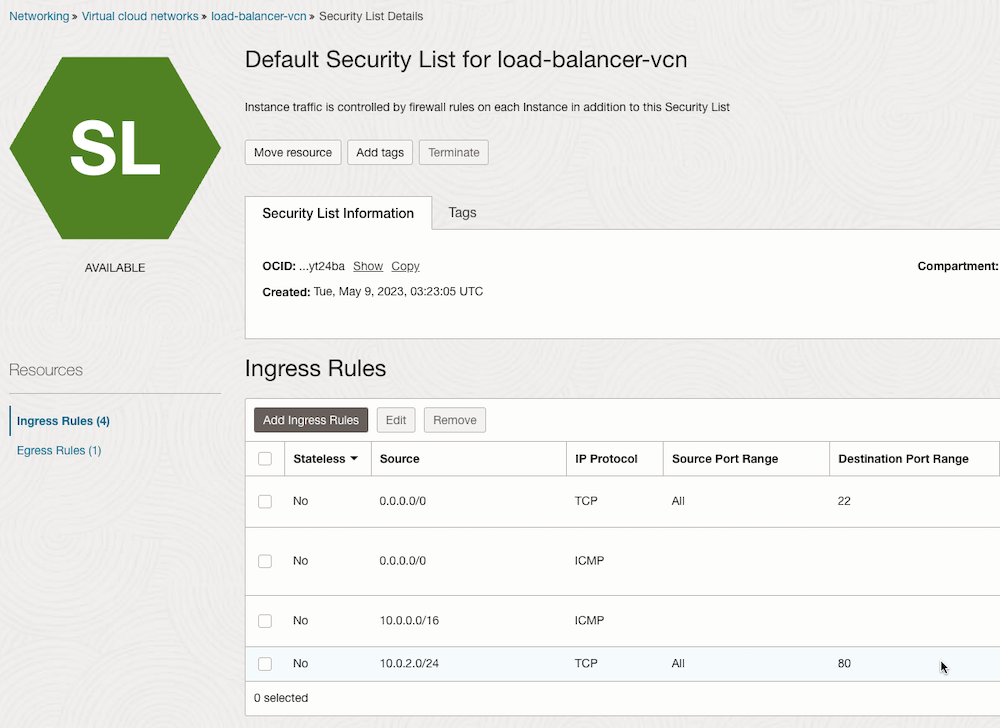 Networking » Virtual cloud networks » load-balancer-vcn » Security List Details
SL
AVAILABLE
Default Security List for load-balancer-vcn
Instance traffic is controlled by firewall rules on each Instance in addition to this Security List
Move resource Add tags Terminate
Security List Information Tags
OCID: ...yt24ba Show Copy Compartment:
Created: Tue, May 9, 2023, 03:23:05 UTC
Resources
Ingress Rules (4)
Egress Rules (1)
Ingress Rules
Add Ingress Rules Edit Remove
Stateless Source IP Protocol Source Port Range Destination Port Range
No 0.0.0.0/0 TCP All 22
No 0.0.0.0/0 ICMP
No 10.0.0.0/16 ICMP
No 10.0.2.0/24 TCP All 80
0 selected